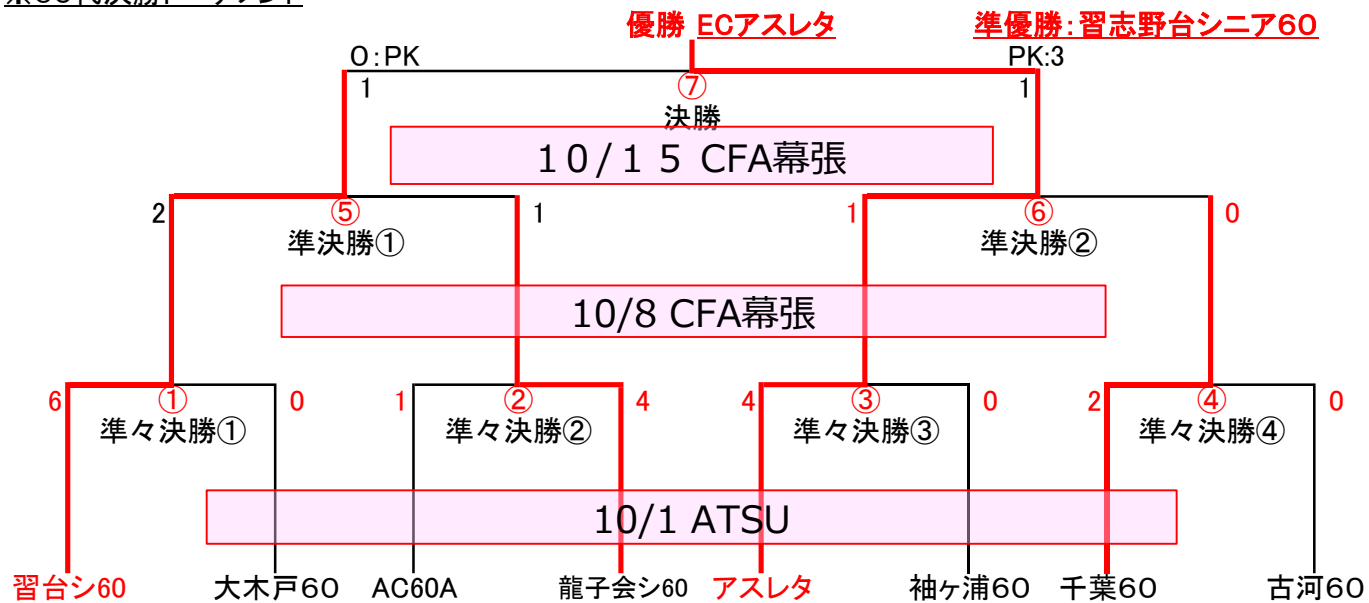 優勝 ECアスレタ 準優勝:習志野台シニア60
0:PK PK:3
1 ⑦ 1
決勝
10/15 CFA幕張
2 ⑤ 1 1 ⑥ 0
準決勝① 準決勝②
10/8 CFA幕張
6 ① 0 1 ② 4 4 ③ 0 2 ④ 0
準々決勝① 準々決勝② 準々決勝③ 準々決勝④
10/1 ATSU
習台シ60 大木戸60 AC60A 龍子会シ60 アスレタ 袖ヶ浦60 千葉60 古河60